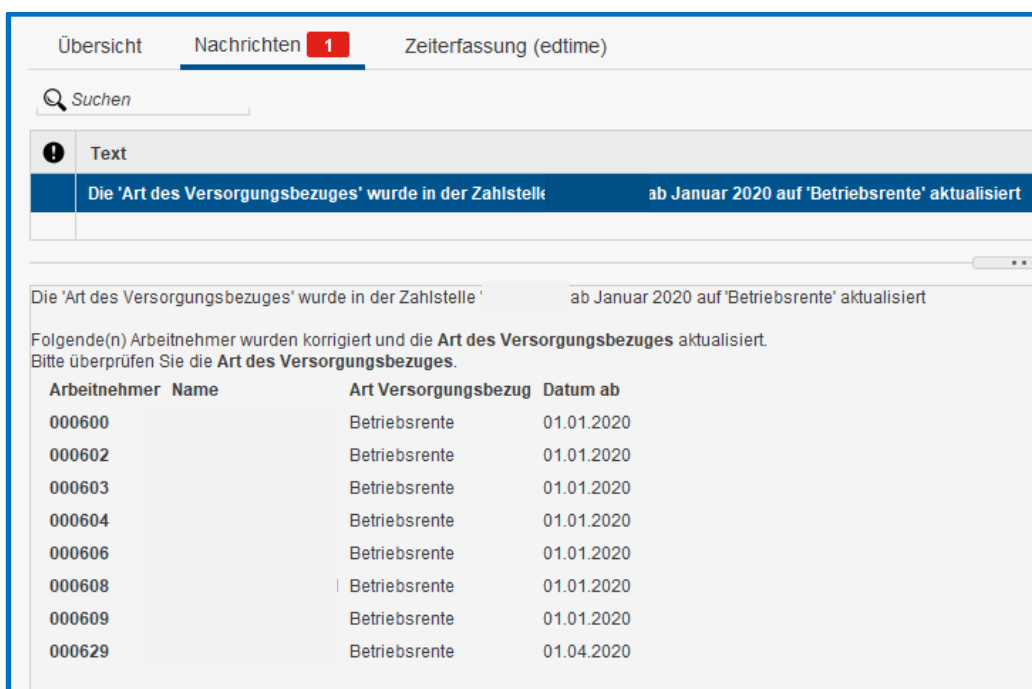 Übersicht Nachrichten 1 Zeiterfassung (edtime)
Suchen
Text
Die 'Art des Versorgungsbezuges' wurde in der Zahlstelle ab Januar 2020 auf 'Betriebsrente' aktualisiert
Die 'Art des Versorgungsbezuges' wurde in der Zahlstelle ' ab Januar 2020 auf 'Betriebsrente' aktualisiert
Folgende(n) Arbeitnehmer wurden korrigiert und die Art des Versorgungsbezuges aktualisiert.
Bitte überprüfen Sie die Art des Versorgungsbezuges.
Arbeitnehmer Name Art Versorgungsbezug Datum ab
000600 Betriebsrente 01.01.2020
000602 Betriebsrente 01.01.2020
000603 Betriebsrente 01.01.2020
000604 Betriebsrente 01.01.2020
000606 Betriebsrente 01.01.2020
000608 Betriebsrente 01.01.2020
000609 Betriebsrente 01.01.2020
000629 Betriebsrente 01.04.2020